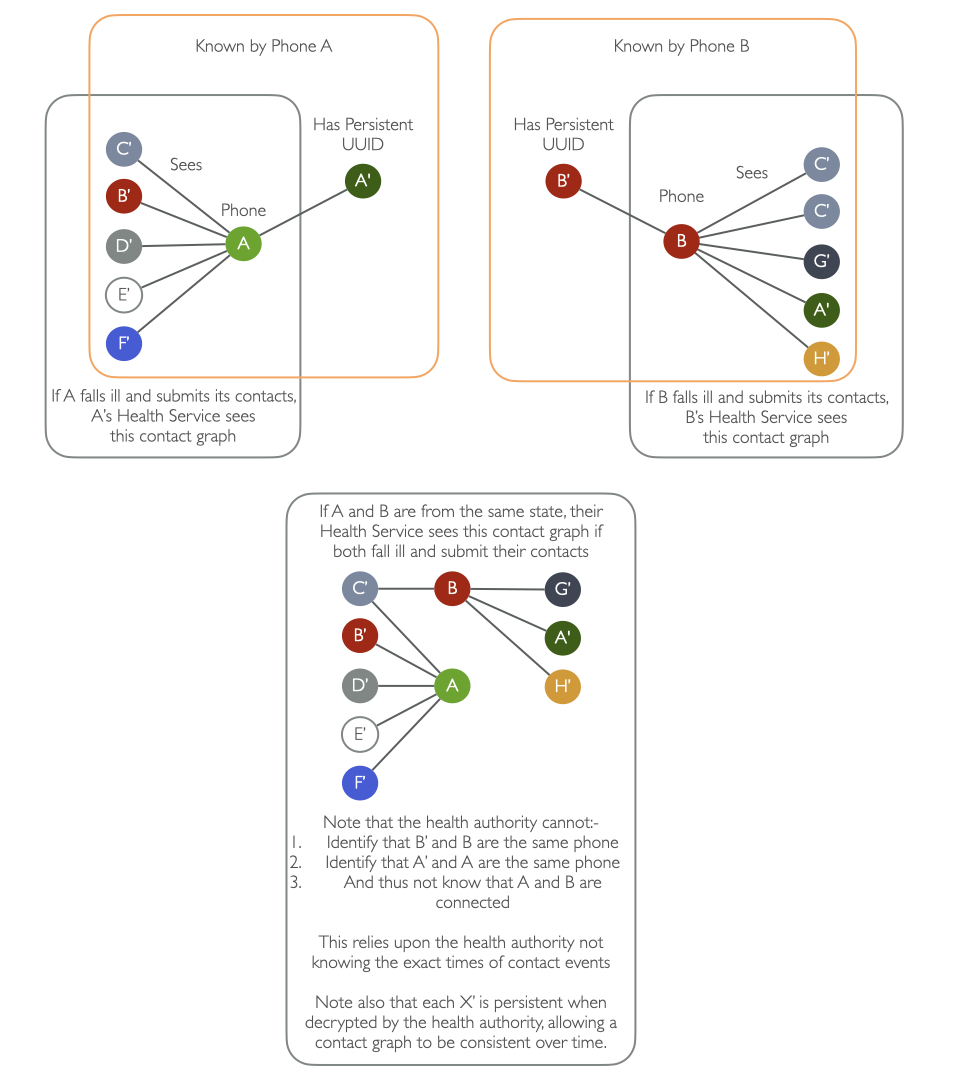 Known by Phone A
Has Persistent
UUID
C'
Sees
B'
A'
Phone
D'
A
E'
F'
If A falls ill and submits its contacts,
A's Health Service sees
this contact graph
Known by Phone B
Has Persistent
UUID
C'
Sees
B'
Phone
C'
B
G'
A'
H'
If B falls ill and submits its contacts,
B's Health Service sees
this contact graph
If A and B are from the same state, their
Health Service sees this contact graph if
both fall ill and submit their contacts
C'
B
G'
B'
A'
D'
A
H'
E'
F'
Note that the health authority cannot:-
1. Identify that B' and B are the same phone
2. Identify that A' and A are the same phone
3. And thus not know that A and B are
connected
This relies upon the health authority not
knowing the exact times of contact events
Note also that each X' is persistent when
decrypted by the health authority, allowing a
contact graph to be consistent over time.